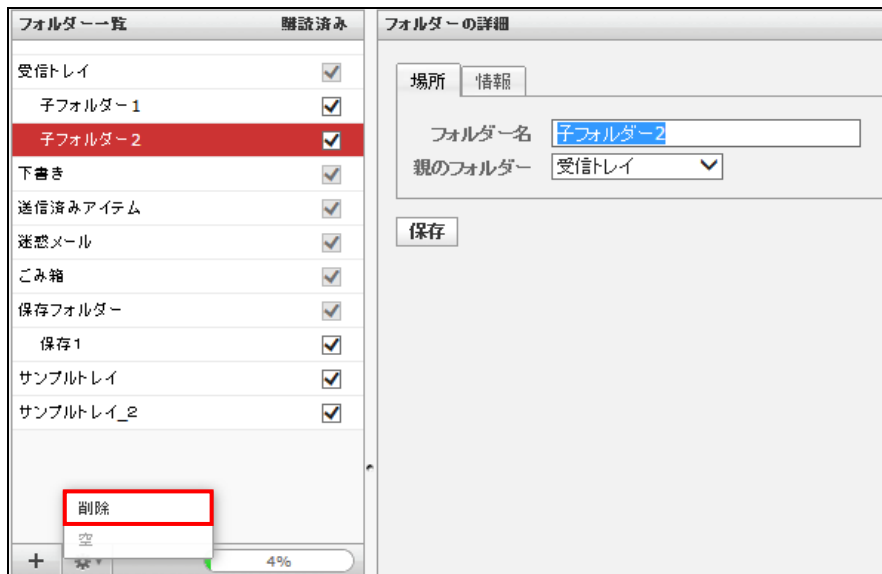 フォルダー一覧 購読済み
受信トレイ
子フォルダー1
子フォルダー2
下書き
送信済みアイテム
迷惑メール
ごみ箱
保存フォルダー
保存1
サンプルトレイ
サンプルトレイ_2
削除
空
+ 4%
フォルダーの詳細
場所 情報
フォルダー名 子フォルダー2
親のフォルダー 受信トレイ
保存